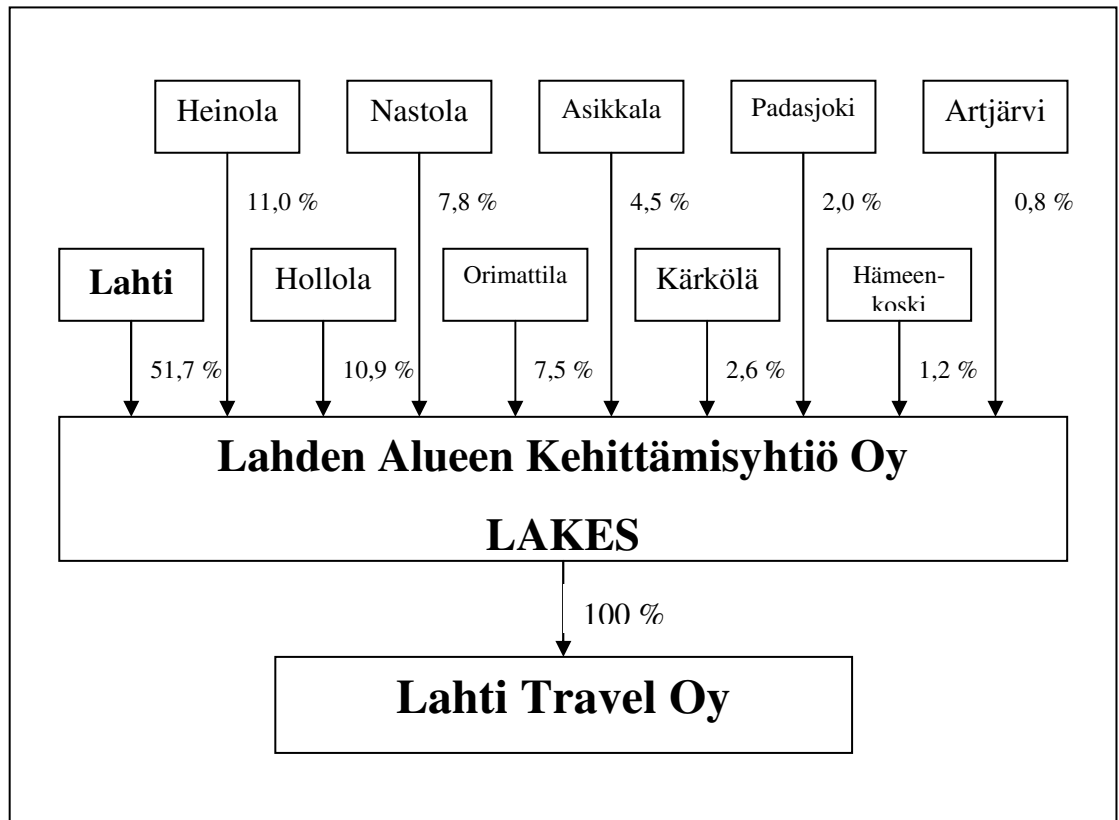 Heinola
Nastola
Asikkala
Padasjoki
Artjärvi
11,0 %
7,8 %
4,5 %
2,0 %
0,8 %
Lahti
Hollola
Orimattila
Kärkölä
Hämeen-
koski
51,7 %
10,9 %
7,5 %
2,6 %
1,2 %
Lahden Alueen Kehittämisyhtiö Oy
LAKES
100 %
Lahti Travel Oy